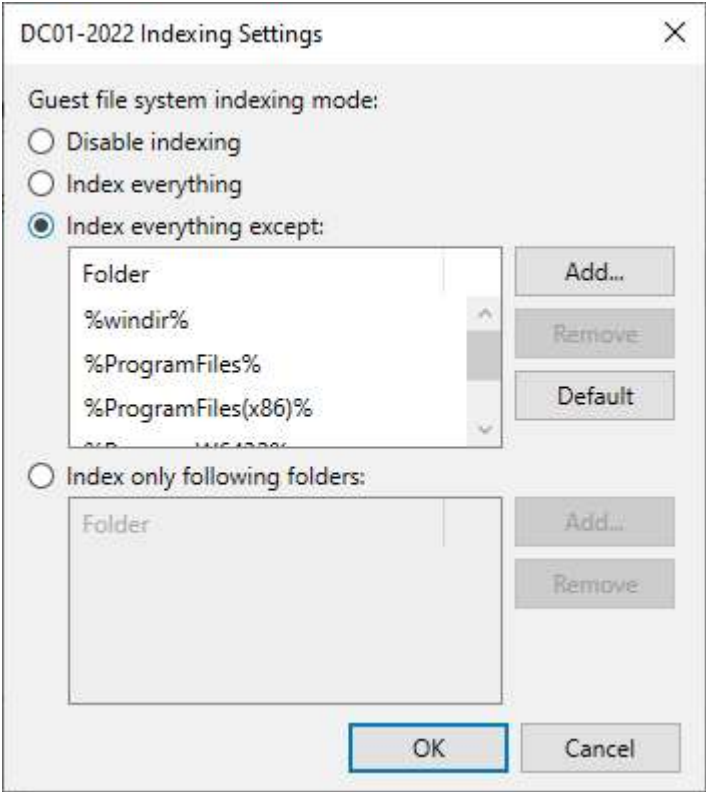 DC01-2022 Indexing Settings
Guest file system indexing mode:
Disable indexing
Index everything
Index everything except:
Folder
Add...
%windir%
Remove
%ProgramFiles%
Default
%ProgramFiles(x86)%
Index only following folders:
Folder
Add...
Remove
OK
Cancel